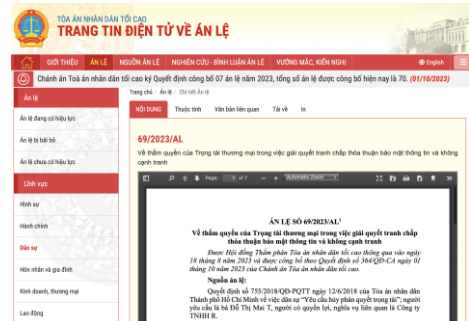 TÒA ÁN NHÂN DÂN TỐI CAO
TRANG TIN ĐIỆN TỬ VỀ ÁN LỆ
GIỚI THIỆU ÁN LỆ NGUỒN ÁN LỆ NGHIÊN CỨU - BÌNH LUẬN ÁN LỆ VƯỚNG MẮC, KIẾN NGHỊ English
Chánh án Toà án nhân dân tối cao ký Quyết định công bố 07 án lệ năm 2023, tổng số án lệ được công bố hiện nay là 70. (01/10/2023)
Án lệ
Án lệ đang có hiệu lực
Án lệ bị bãi bỏ
Án lệ chưa có hiệu lực
Lĩnh vực
Hình sự
Hành chính
Dân sự
Hôn nhân và gia đình
Kinh doanh, thương mại
Lao động
Trang chủ / Án lệ / Chi tiết Án lệ
NỘI DUNG Thuộc tính Văn bản liên quan Tải về In
69/2023/AL
Về thẩm quyền của Trọng tài thương mại trong việc giải quyết tranh chấp thỏa thuận bảo mật thông tin và không
cạnh tranh
Page 1 of 7 Automatic Zoom
ÁN LỆ SỐ 69/2023/AL¹
Về thẩm quyền của Trọng tài thương mại trong việc giải quyết tranh chấp
thỏa thuận bảo mật thông tin và không cạnh tranh
Được Hội đồng Thẩm phán Tòa án nhân dân tối cao thông qua vào ngày
18 tháng 8 năm 2023 và được công bố theo Quyết định số 364/QĐ-CA ngày 01
tháng 10 năm 2023 của Chánh án Tòa án nhân dân tối cao.
Nguồn án lệ:
Quyết định số 755/2018/QĐ-PQTT ngày 12/6/2018 của Tòa án nhân dân
Thành phố Hồ Chí Minh về việc dân sự “Yêu cầu hủy phán quyết trọng tài”; người
yêu cầu là bà Đỗ Thị Mai T, người có quyền lợi, nghĩa vụ liên quan là Công ty
TNHH R.